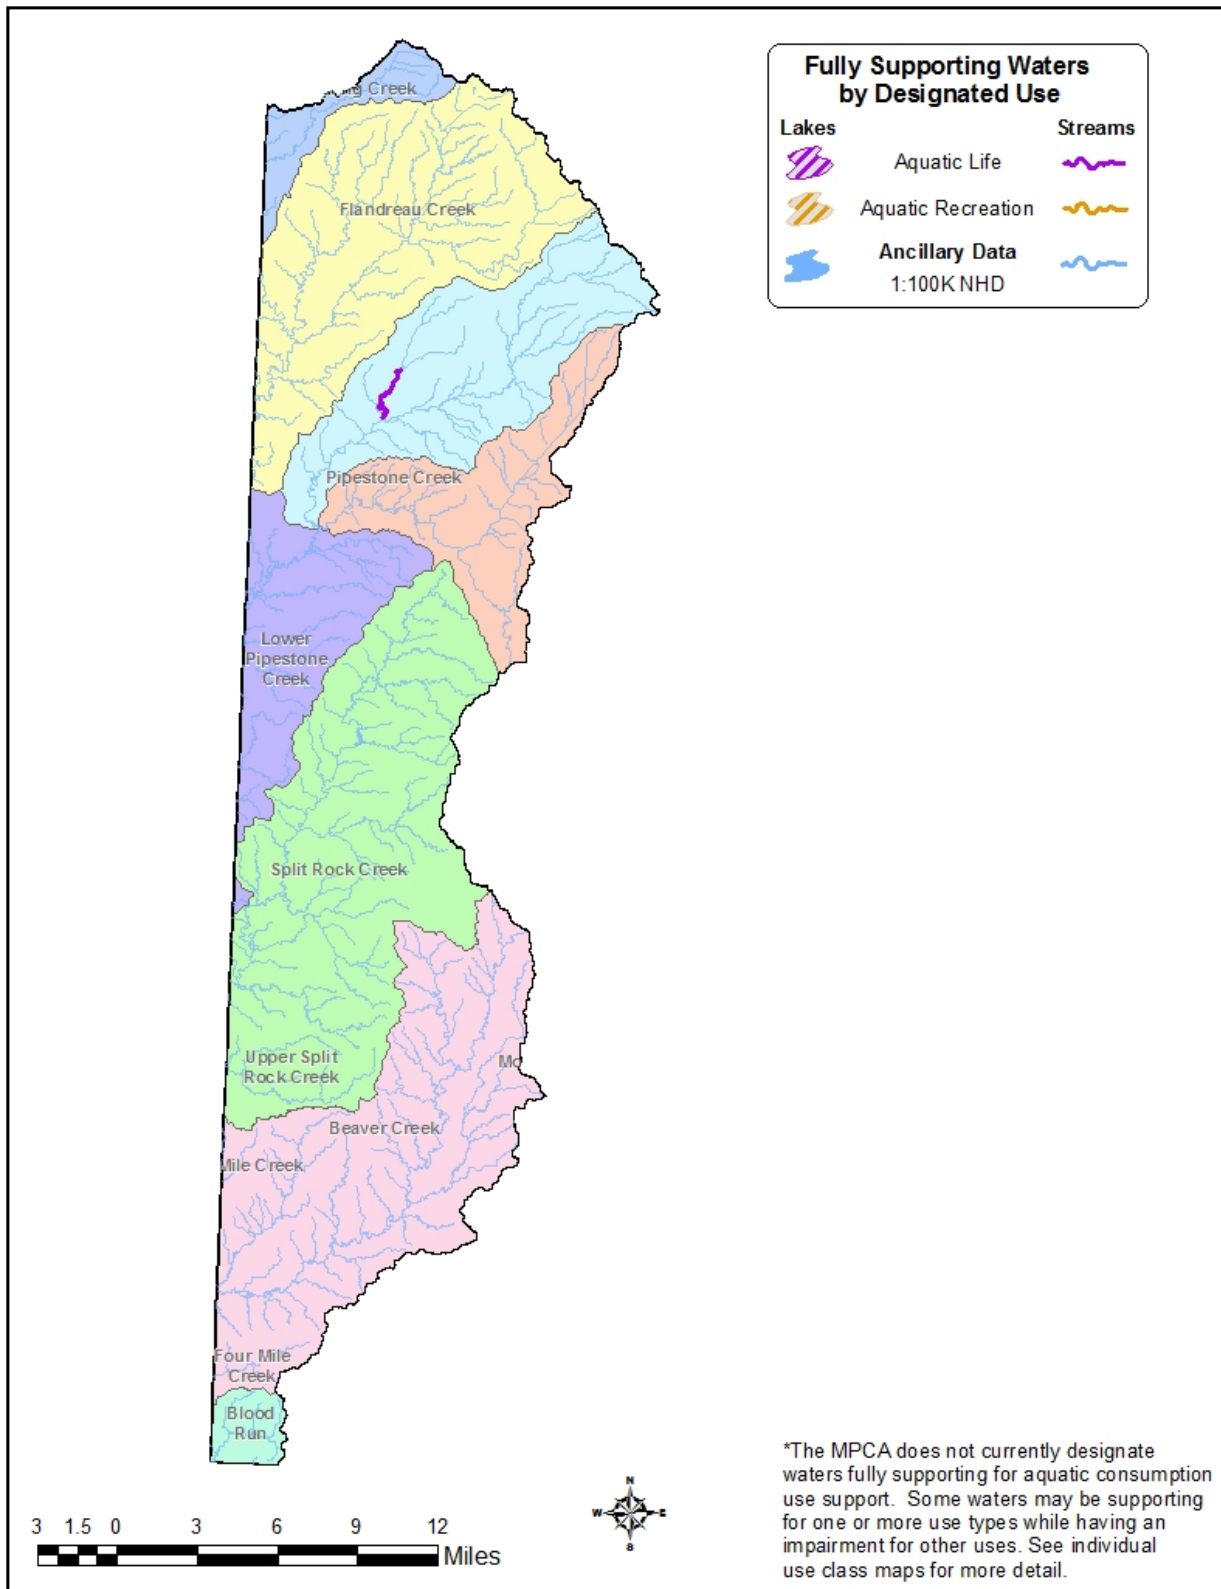 Fully Supporting Waters
by Designated Use
Lakes
Streams
Aquatic Life
Aquatic Recreation
Ancillary Data
1:100K NHD
Creek
Flandreau Creek
Pipestone Creek
Lower
Pipestone
Creek
Split Rock Creek
Upper Split
Rock Creek
Mo
Beaver Creek
Mile Creek
Four Mile
Creek
Blood
Run
*The MPCA does not currently designate
waters fully supporting for aquatic consumption
use support. Some waters may be supporting
for one or more use types while having an
impairment for other uses. See individual
use class maps for more detail.
N
W E
S
3 1.5 0 3 6 9 12
Miles